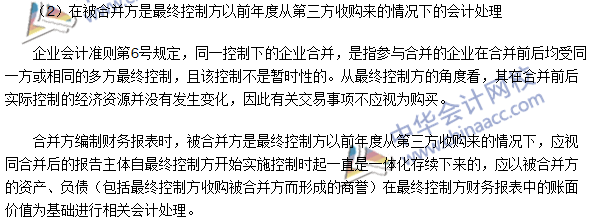 （2）在被合并方是最终控制方以前年度从第三方收购来的情况下的会计处理
企业会计准则第6号规定，同一控制下的企业合并，是指参与合并的企业在合并前后均受同
一方或相同的多方最终控制，且该控制不是暂时性的。从最终控制方的角度看，其在合并前后
实际控制的经济资源并没有发生变化，因此有关交易事项不应视为购买。
合并方编制财务报表时，被合并方是最终控制方以前年度从第三方收购来的情况下，应视
同合并后的报告主体自最终控制方开始实施控制时起一直是一体化存续下来的，应以被合并方
的资产、负债（包括最终控制方收购被合并方而形成的商誉）在最终控制方财务报表中的账面
价值为基础进行相关会计处理。
中华会计网校
www.chinaacc.com